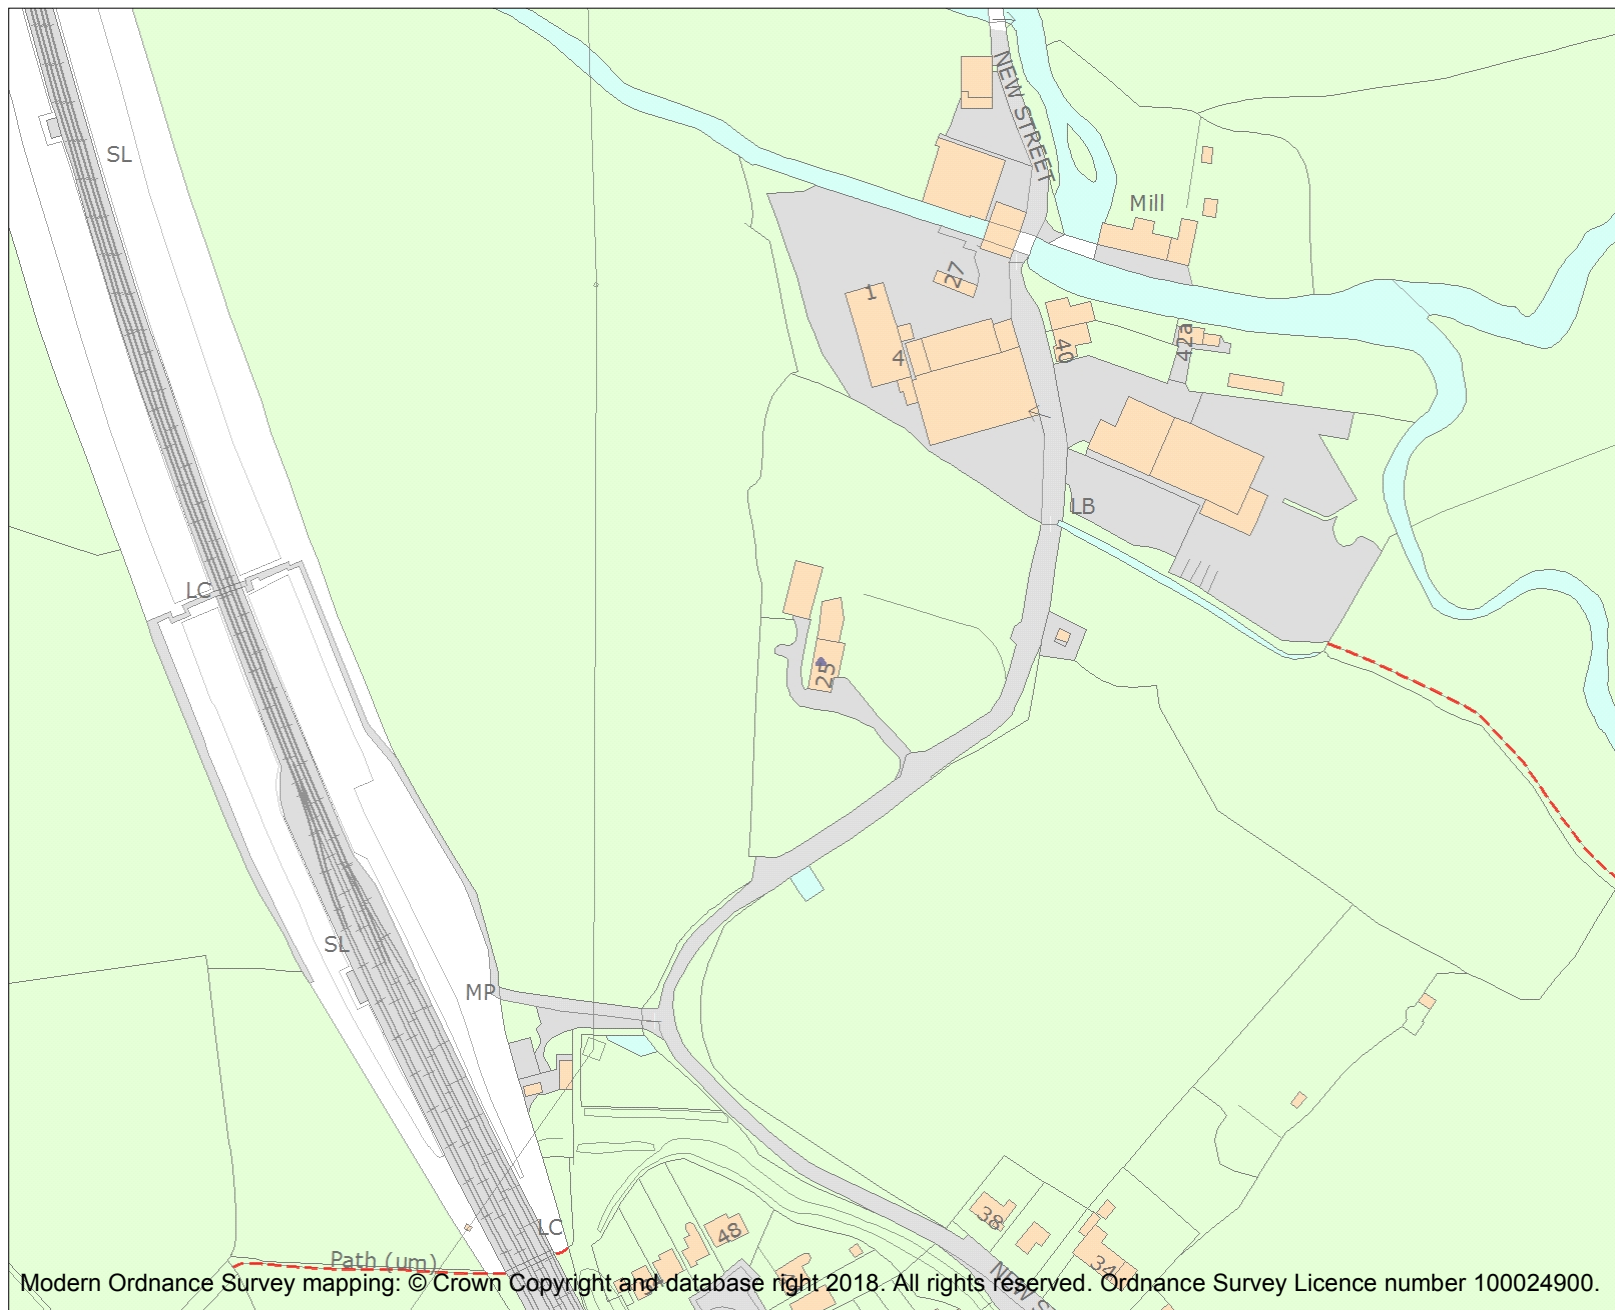 NEW STREET
SL
Mill
27
1
4
40
42a
LB
LC
25
SL
MP
38
48
LC
34
Path (um)
NEW S
Modern Ordnance Survey mapping: © Crown Copyright and database right 2018. All rights reserved. Ordnance Survey Licence number 100024900.